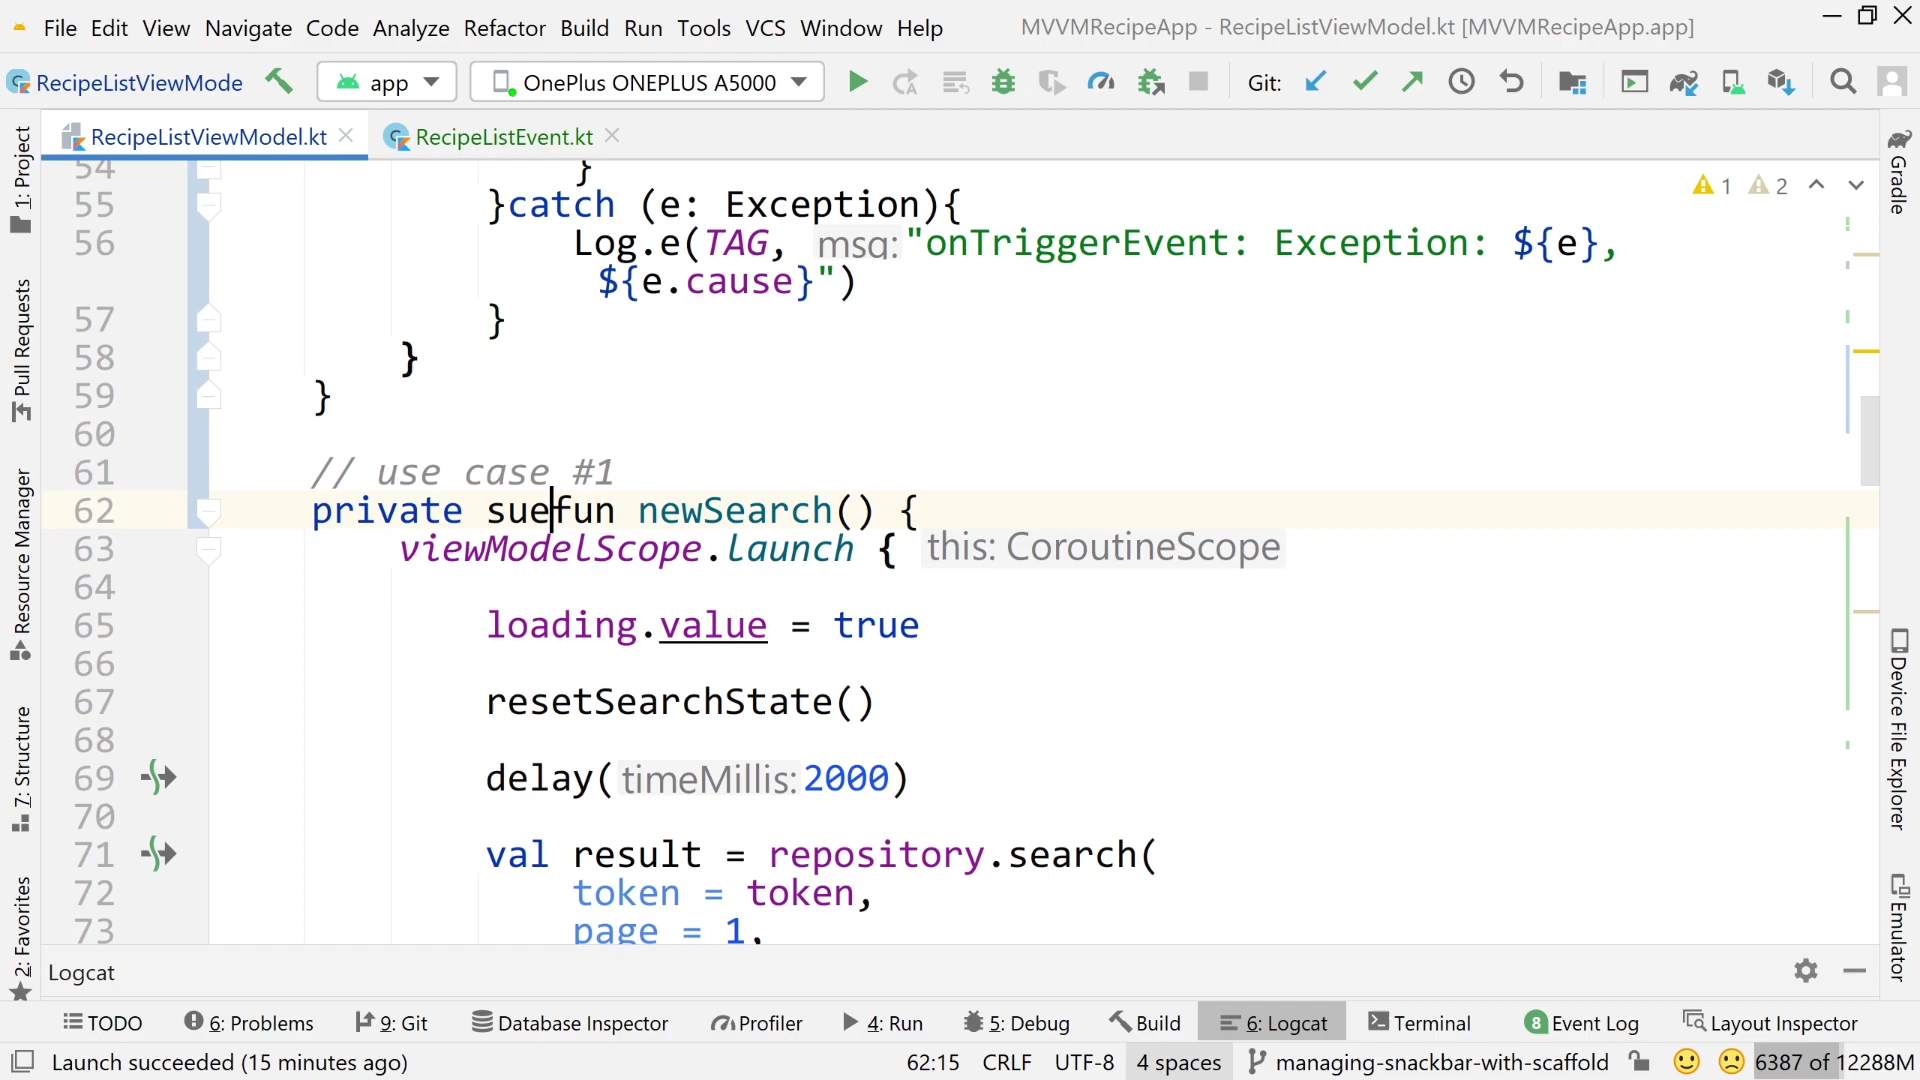 File Edit View Navigate Code Analyze Refactor Build Run Tools VCS Window Help MVVMRecipeApp - RecipeListViewModel.kt [MVVMRecipeApp.app]
RecipeListViewMode app OnePlus ONEPLUS A5000 Git:
RecipeListViewModel.kt RecipeListEvent.kt
1: Project
Pull Requests
Resource Manager
7: Structure
2: Favorites
54 }
55 }catch (e: Exception){
56 Log.e(TAG, msg: "onTriggerEvent: Exception: ${e},
${e.cause}")
57 }
58 }
59 }
60
61 // use case #1
62 private suefun newSearch() {
63 viewModelScope.launch { this: CoroutineScope
64
65 loading.value = true
66
67 resetSearchState()
68
69 delay( timeMillis: 2000)
70
71 val result = repository.search(
72 token = token,
73 page = 1,
1 2
Gradle
Device File Explorer
Emulator
Logcat
TODO 6: Problems 9: Git Database Inspector Profiler 4: Run 5: Debug Build 6: Logcat Terminal 8 Event Log Layout Inspector
Launch succeeded (15 minutes ago) 62:15 CRLF UTF-8 4 spaces managing-snackbar-with-scaffold 6387 of 12288M